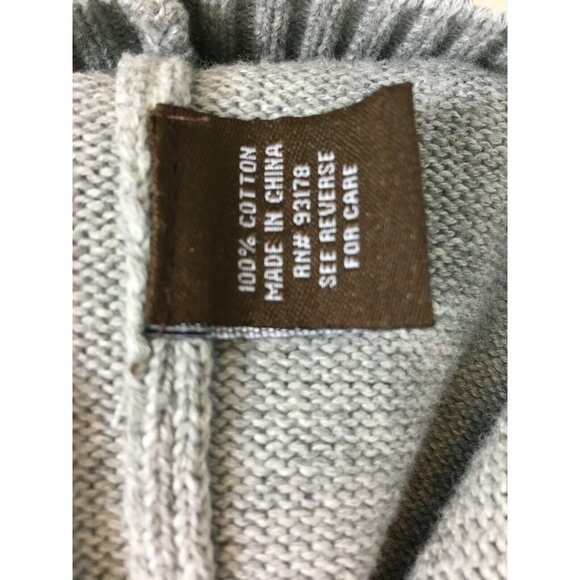 100% COTTON
MADE IN CHINA
RN# 93178
SEE REVERSE
FOR CARE